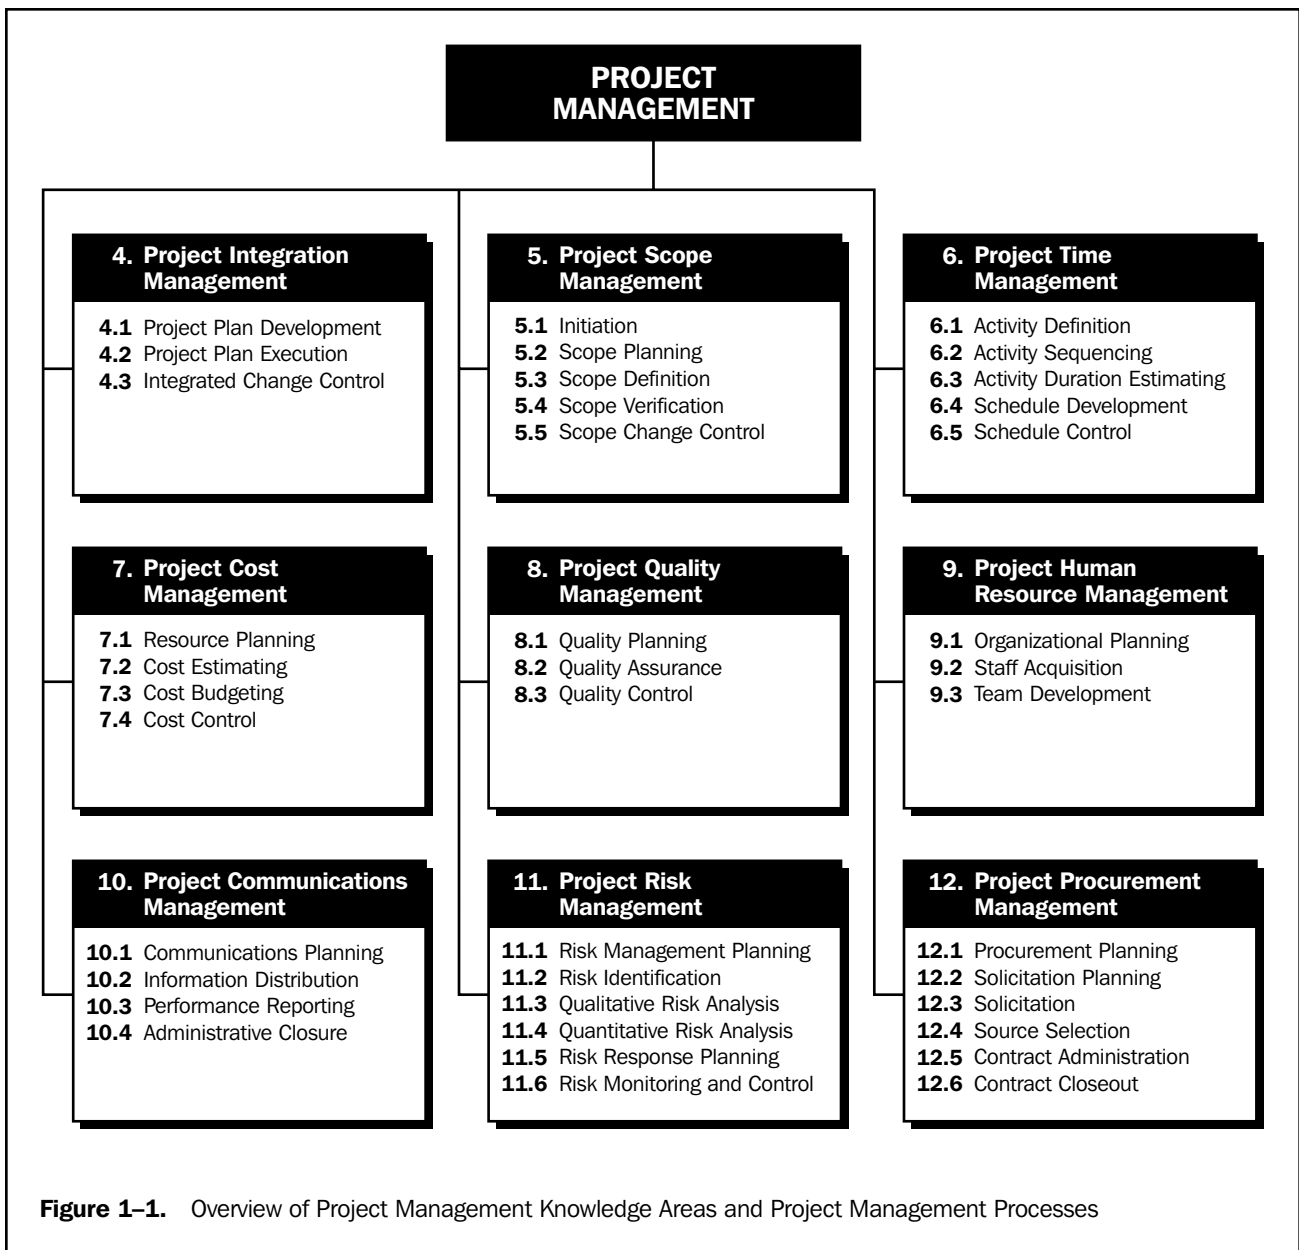 PROJECT
MANAGEMENT
4. Project Integration
Management
4.1 Project Plan Development
4.2 Project Plan Execution
4.3 Integrated Change Control
5. Project Scope
Management
5.1 Initiation
5.2 Scope Planning
5.3 Scope Definition
5.4 Scope Verification
5.5 Scope Change Control
6. Project Time
Management
6.1 Activity Definition
6.2 Activity Sequencing
6.3 Activity Duration Estimating
6.4 Schedule Development
6.5 Schedule Control
7. Project Cost
Management
7.1 Resource Planning
7.2 Cost Estimating
7.3 Cost Budgeting
7.4 Cost Control
8. Project Quality
Management
8.1 Quality Planning
8.2 Quality Assurance
8.3 Quality Control
9. Project Human
Resource Management
9.1 Organizational Planning
9.2 Staff Acquisition
9.3 Team Development
10. Project Communications
Management
10.1 Communications Planning
10.2 Information Distribution
10.3 Performance Reporting
10.4 Administrative Closure
11. Project Risk
Management
11.1 Risk Management Planning
11.2 Risk Identification
11.3 Qualitative Risk Analysis
11.4 Quantitative Risk Analysis
11.5 Risk Response Planning
11.6 Risk Monitoring and Control
12. Project Procurement
Management
12.1 Procurement Planning
12.2 Solicitation Planning
12.3 Solicitation
12.4 Source Selection
12.5 Contract Administration
12.6 Contract Closeout
Figure 1–1. Overview of Project Management Knowledge Areas and Project Management Processes